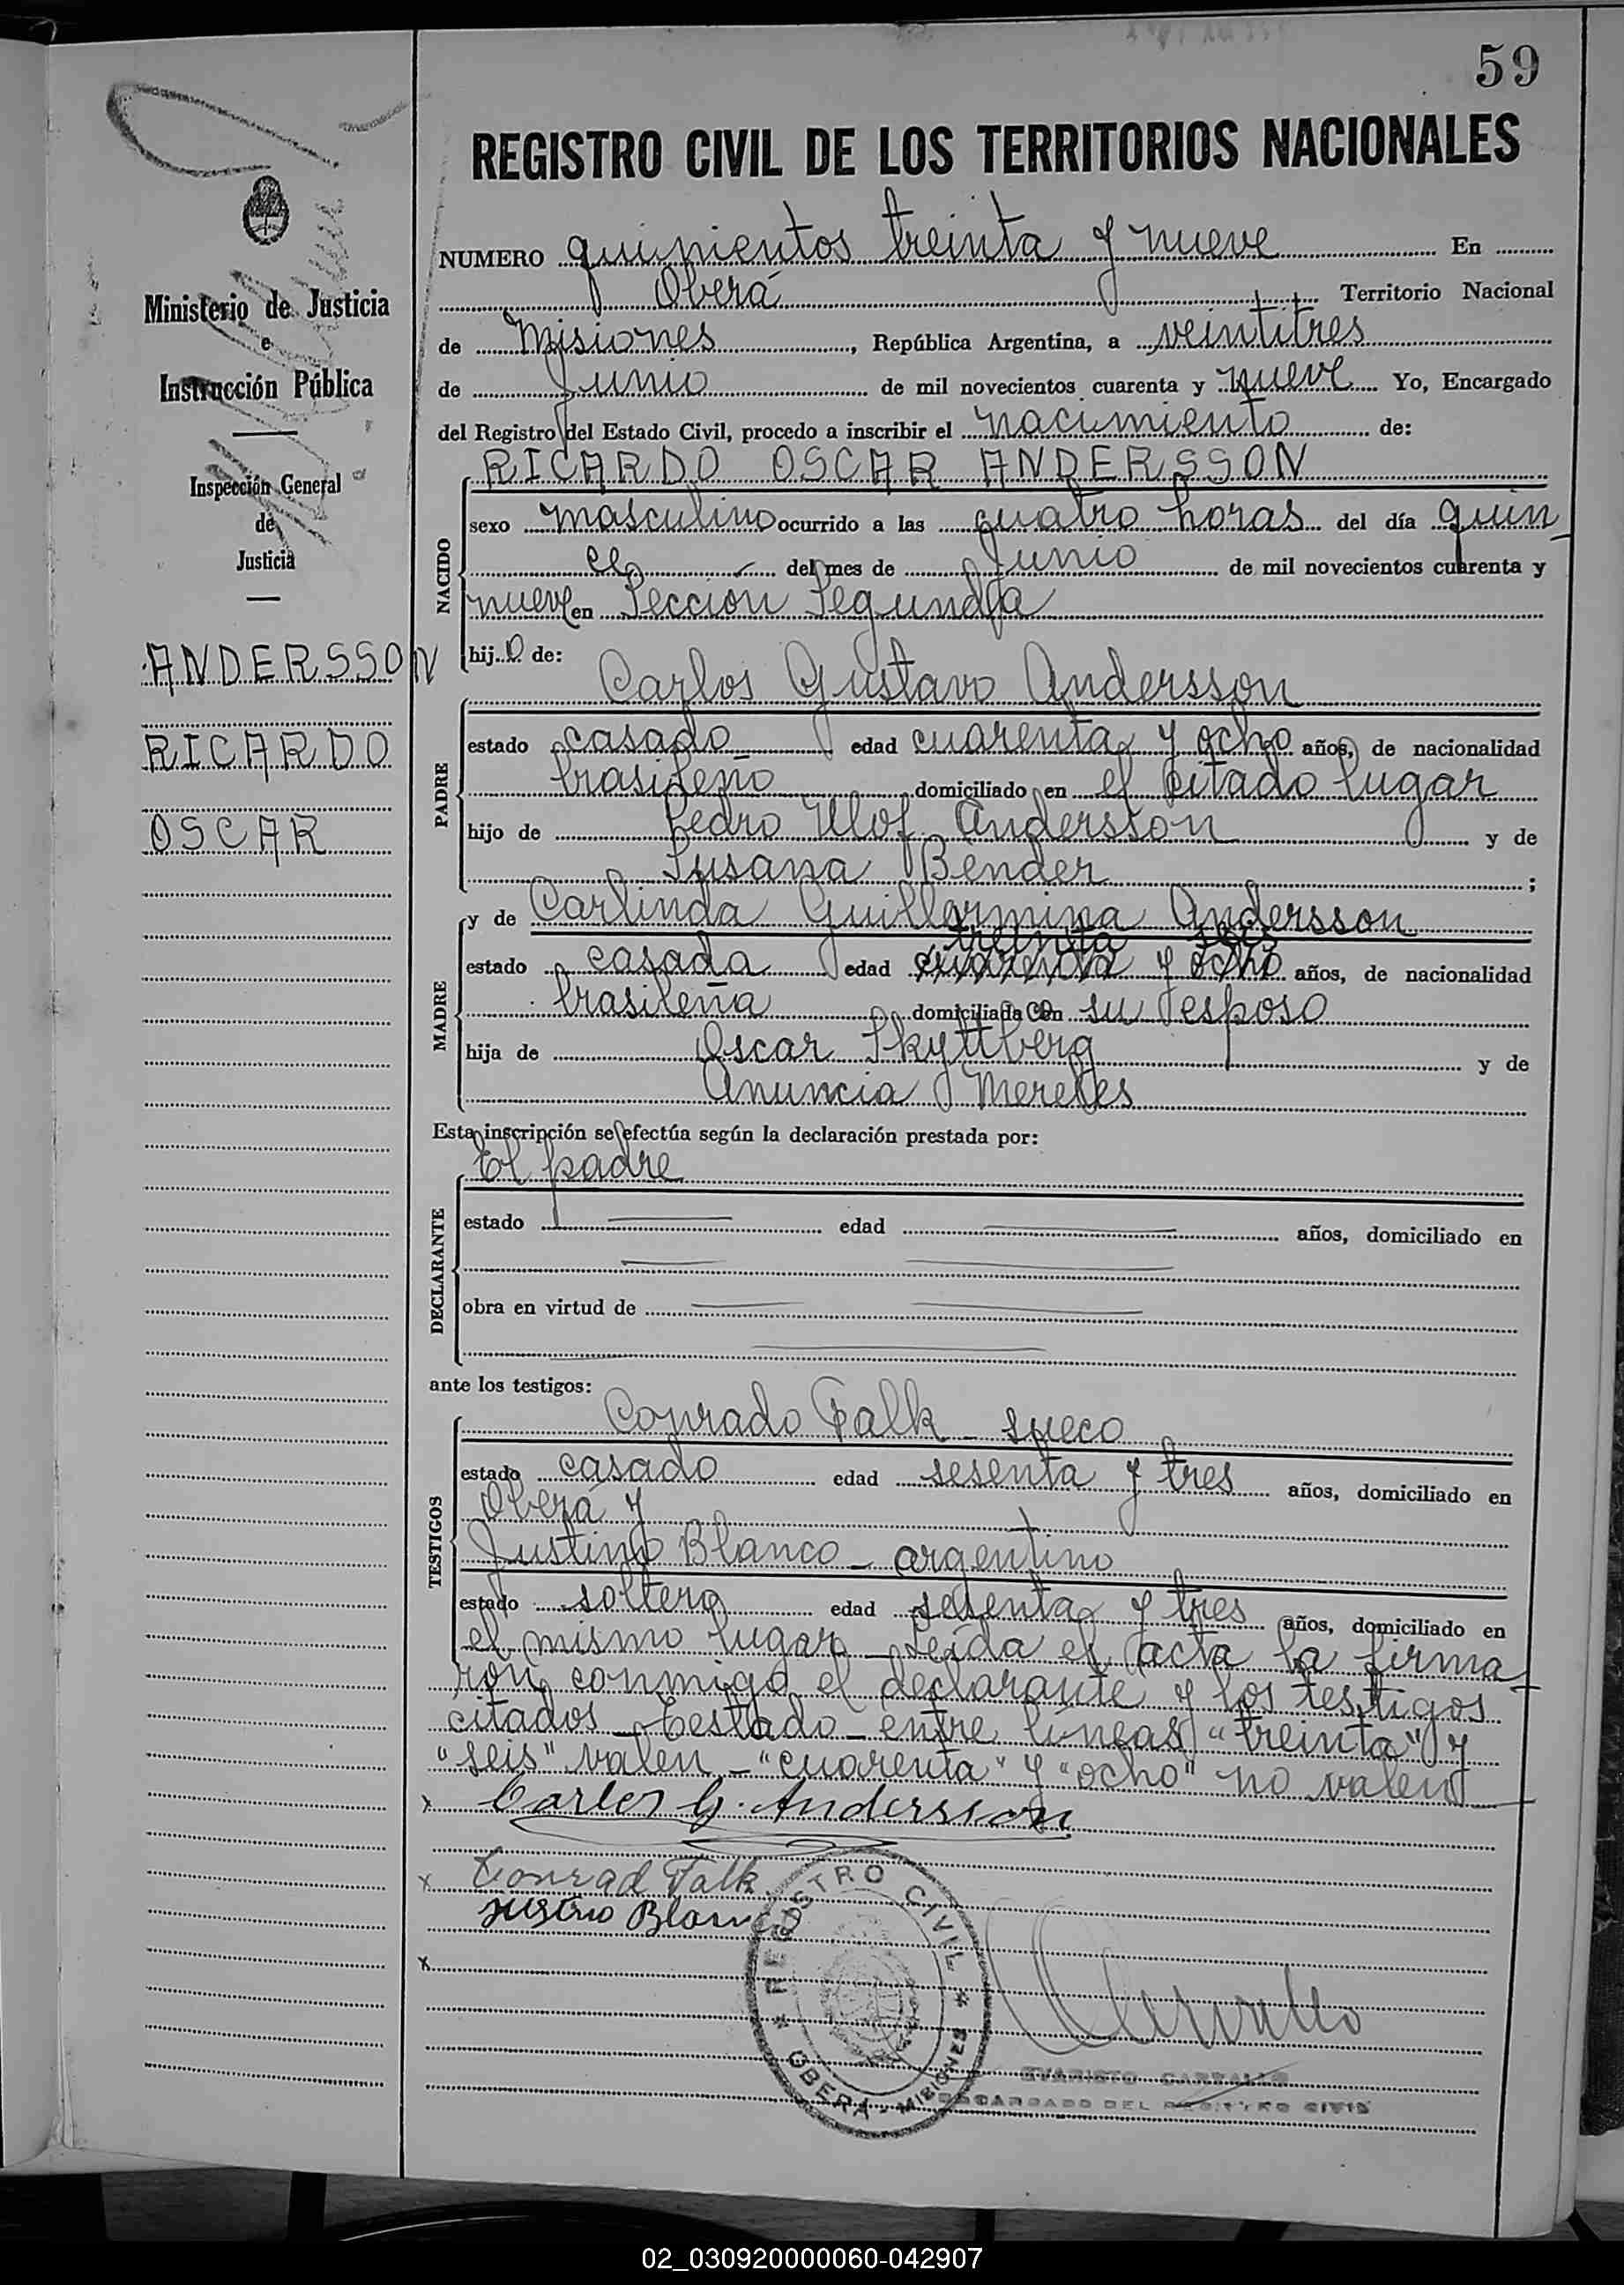 59
REGISTRO CIVIL DE LOS TERRITORIOS NACIONALES
NUMERO quinientos treinta y nueve En
Oberá Territorio Nacional
de Misiones, República Argentina, a veintitres
de Junio de mil novecientos cuarenta y nueve Yo, Encargado
del Registro del Estado Civil, procedo a inscribir el nacimiento de:
RICARDO OSCAR ANDERSSON
NACIDO
sexo masculino ocurrido a las cuatro horas del día quin
ce del mes de Junio de mil novecientos cuarenta y
nueve en Sección Segunda
hijo de:
Carlos Gustavo Andersson
PADRE
estado casado edad cuarenta y ocho años, de nacionalidad
brasileño domiciliado en el citado lugar
hijo de Pedro Ulof Andersson y de
Susana Bender;
MADRE
y de Carlinda Guillermina Andersson
treinta seis
estado casada edad cuarenta y ocho años, de nacionalidad
brasileña domiciliada con su esposo
hija de Oscar Skyttberg y de
Anuncia Mereles
Esta inscripción se efectúa según la declaración prestada por:
El padre
DECLARANTE
estado edad años, domiciliado en
obra en virtud de
ante los testigos:
TESTIGOS
Conrado Falk - sueco
estado casado edad sesenta y tres años, domiciliado en
Oberá y
Justino Blanco - argentino
estado soltero edad sesenta y tres años, domiciliado en
el mismo lugar - Leída el acta la firma
ron conmigo el declarante y los testigos
citados - Testado - entre líneas "treinta" y
"seis" valen - "cuarenta" y "ocho" no valen
x Carlos G. Andersson
x Conrad Falk
Justino Blanco
x
REGISTRO CIVIL
* OBERÁ - MISIONES *
EVARISTO CARVALLO
ENCARGADO DEL REGISTRO CIVIL
Ministerio de Justicia
e
Instrucción Pública
Inspección General
de
Justicia
ANDERSSON
RICARDO
OSCAR
02_030920000060-042907